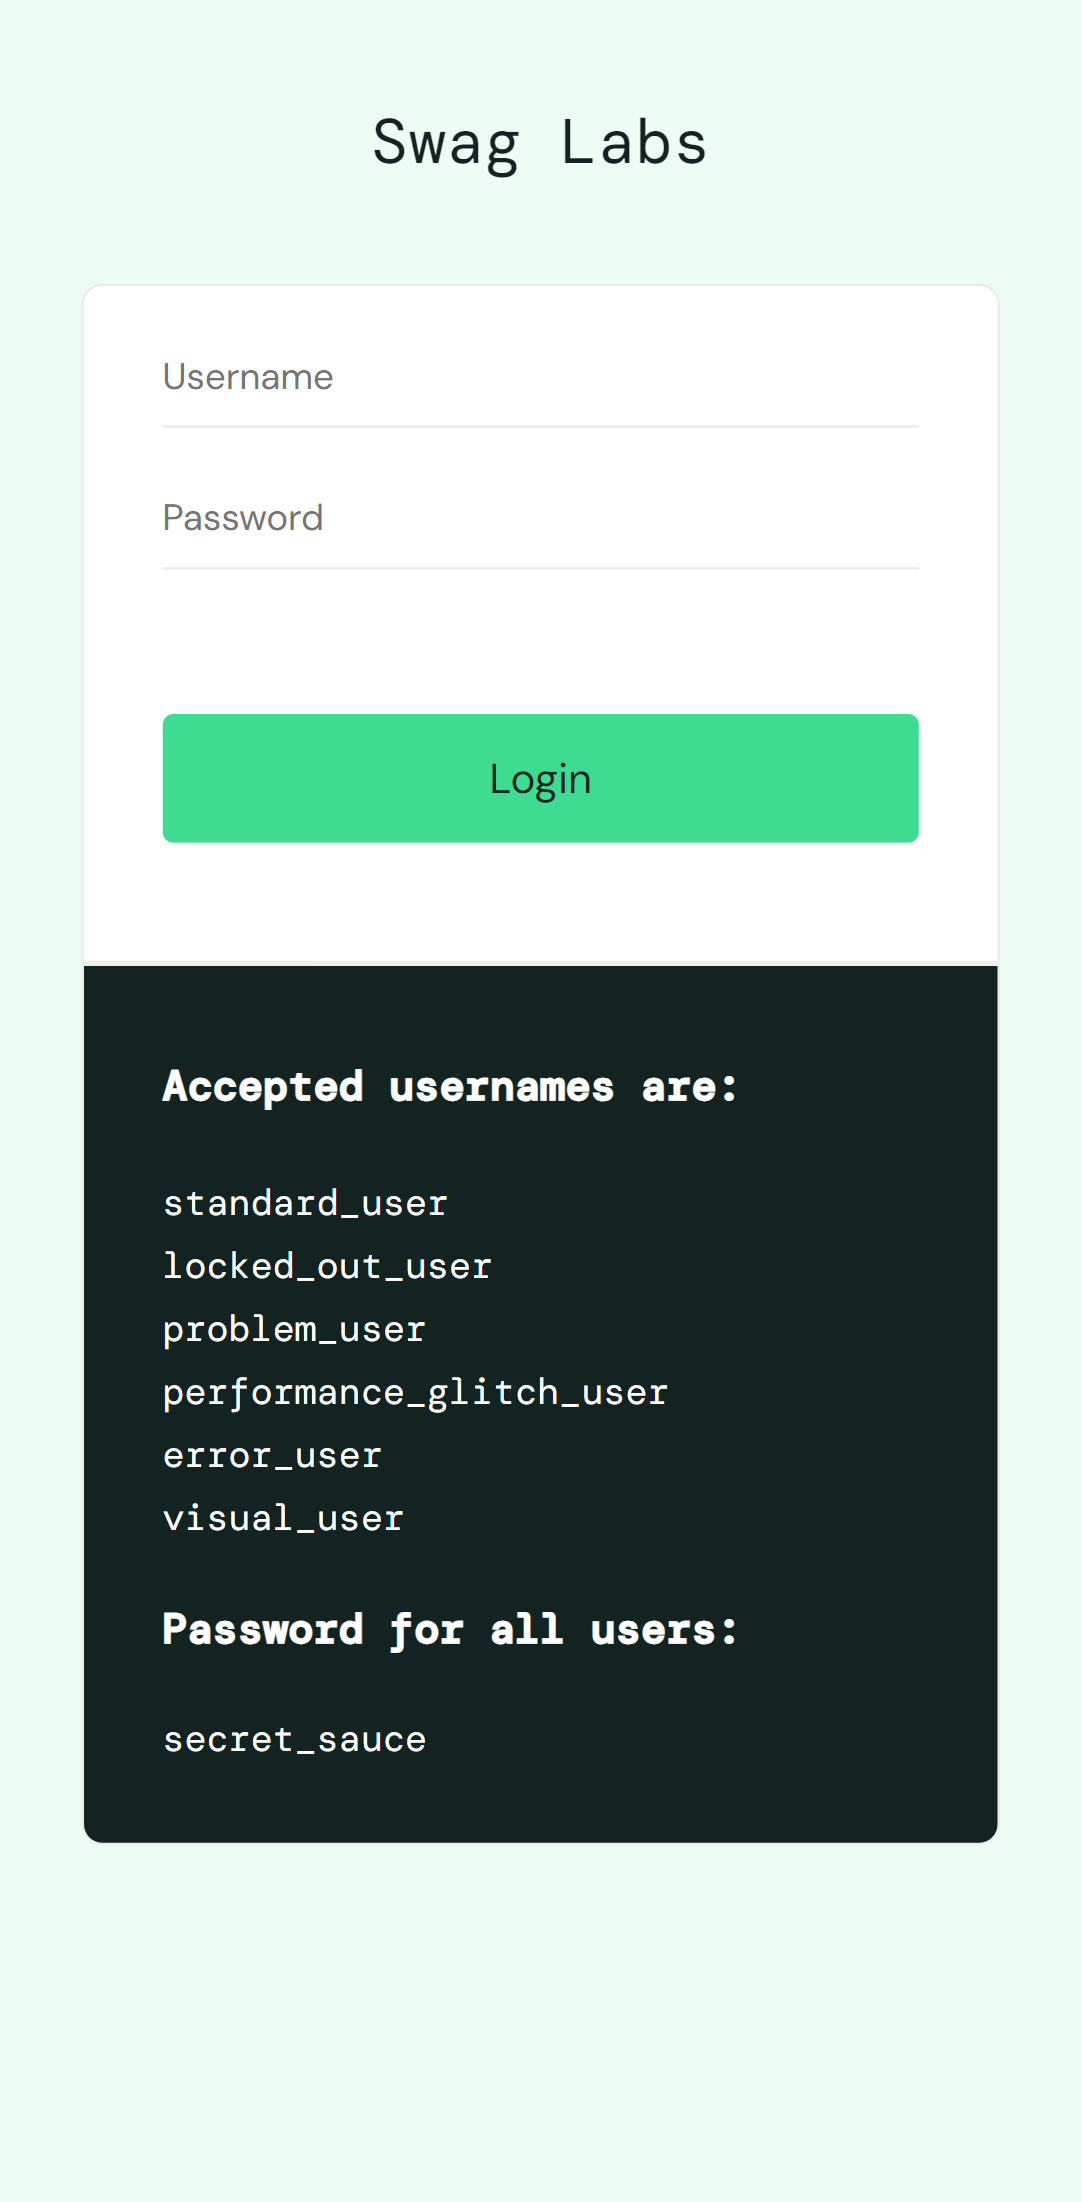 Swag Labs
Username
Password
Login
Accepted usernames are:
standard_user
locked_out_user
problem_user
performance_glitch_user
error_user
visual_user
Password for all users:
secret_sauce